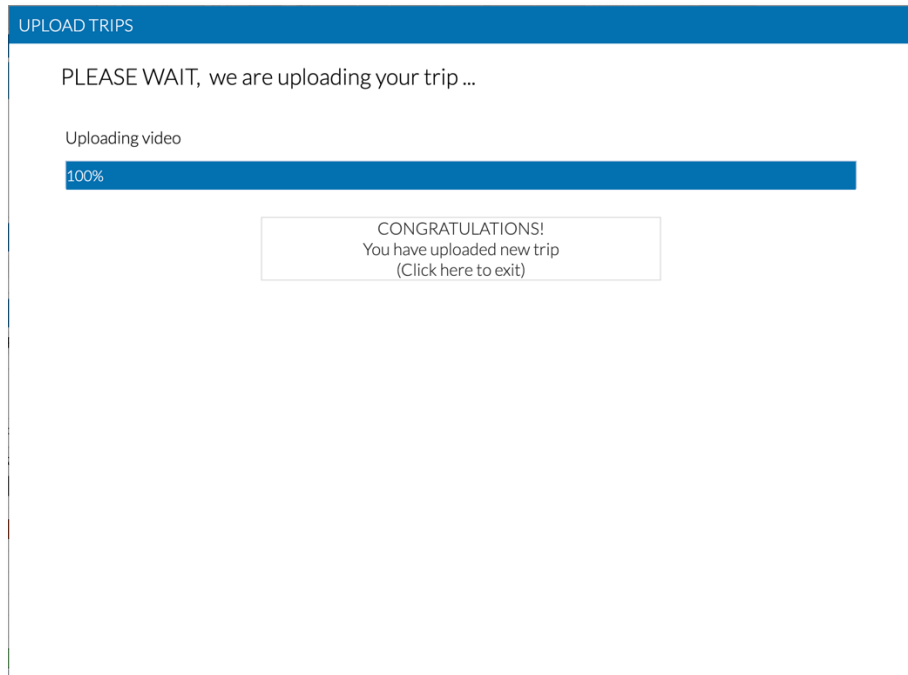 UPLOAD TRIPS
PLEASE WAIT, we are uploading your trip ...
Uploading video
100%
CONGRATULATIONS!
You have uploaded new trip
(Click here to exit)